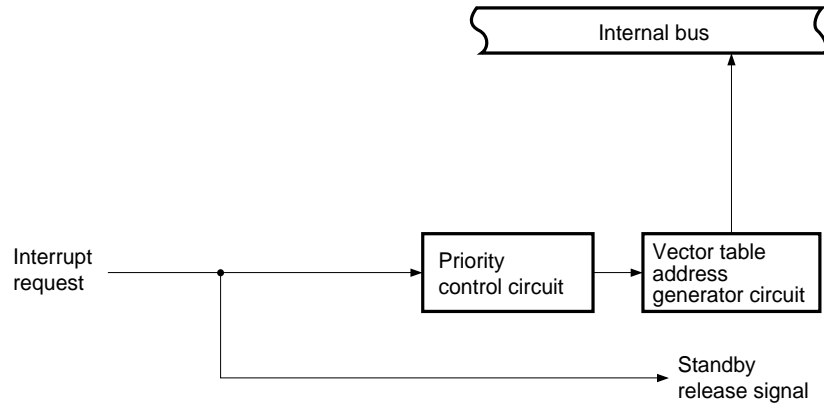 Internal bus
Interrupt
request
Priority
control circuit
Vector table
address
generator circuit
Standby
release signal